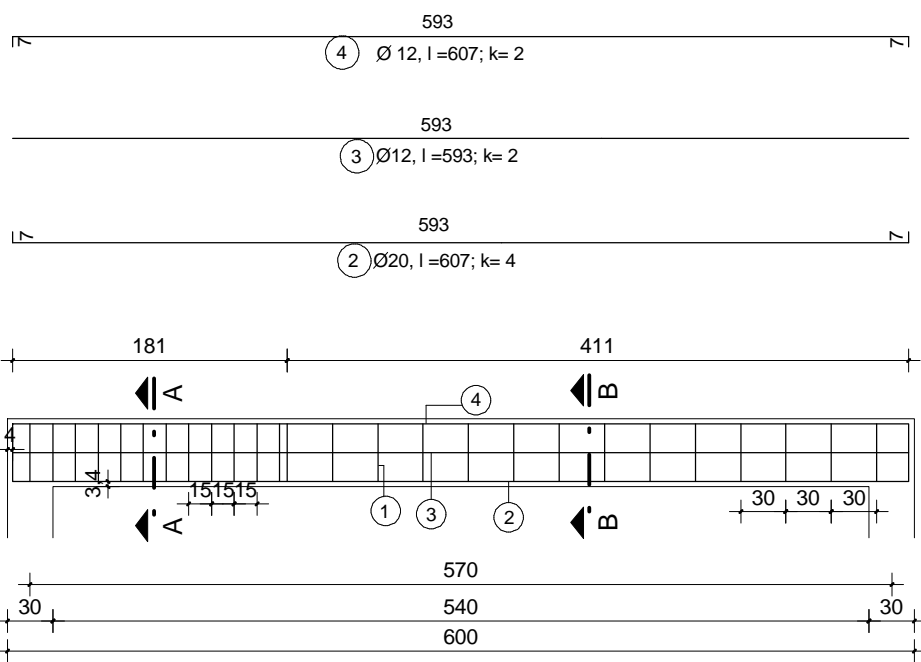 593
7 7
4 Ø 12, l =607; k= 2
593
3 Ø12, l =593; k= 2
593
7 7
2 Ø20, l =607; k= 4
181 411
A B
4
4
3,4
15 15 15
30 30 30
A 1 3 2 B
570
30 540 30
600